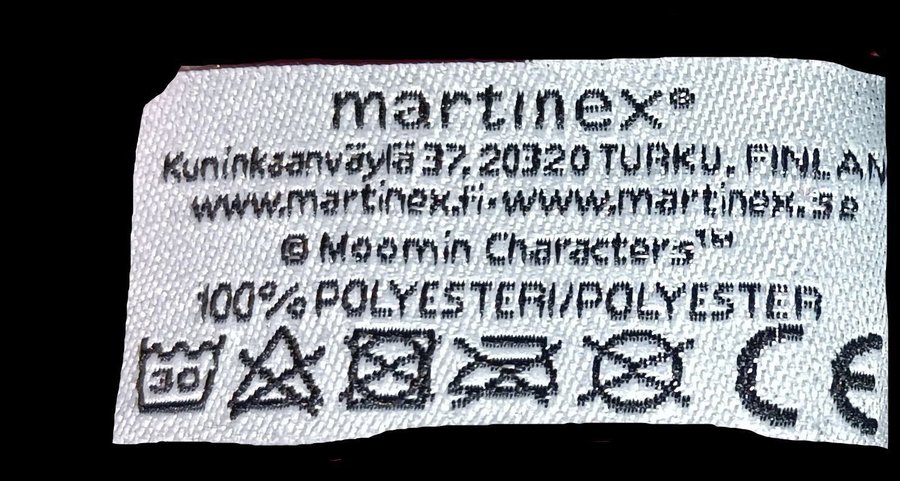 martinex®
Kuninkaanväylä 37, 20320 TURKU, FINLAN
www.martinex.fi·www.martinex.se
© Moomin Characters™
100% POLYESTERI/POLYESTER
30 CE